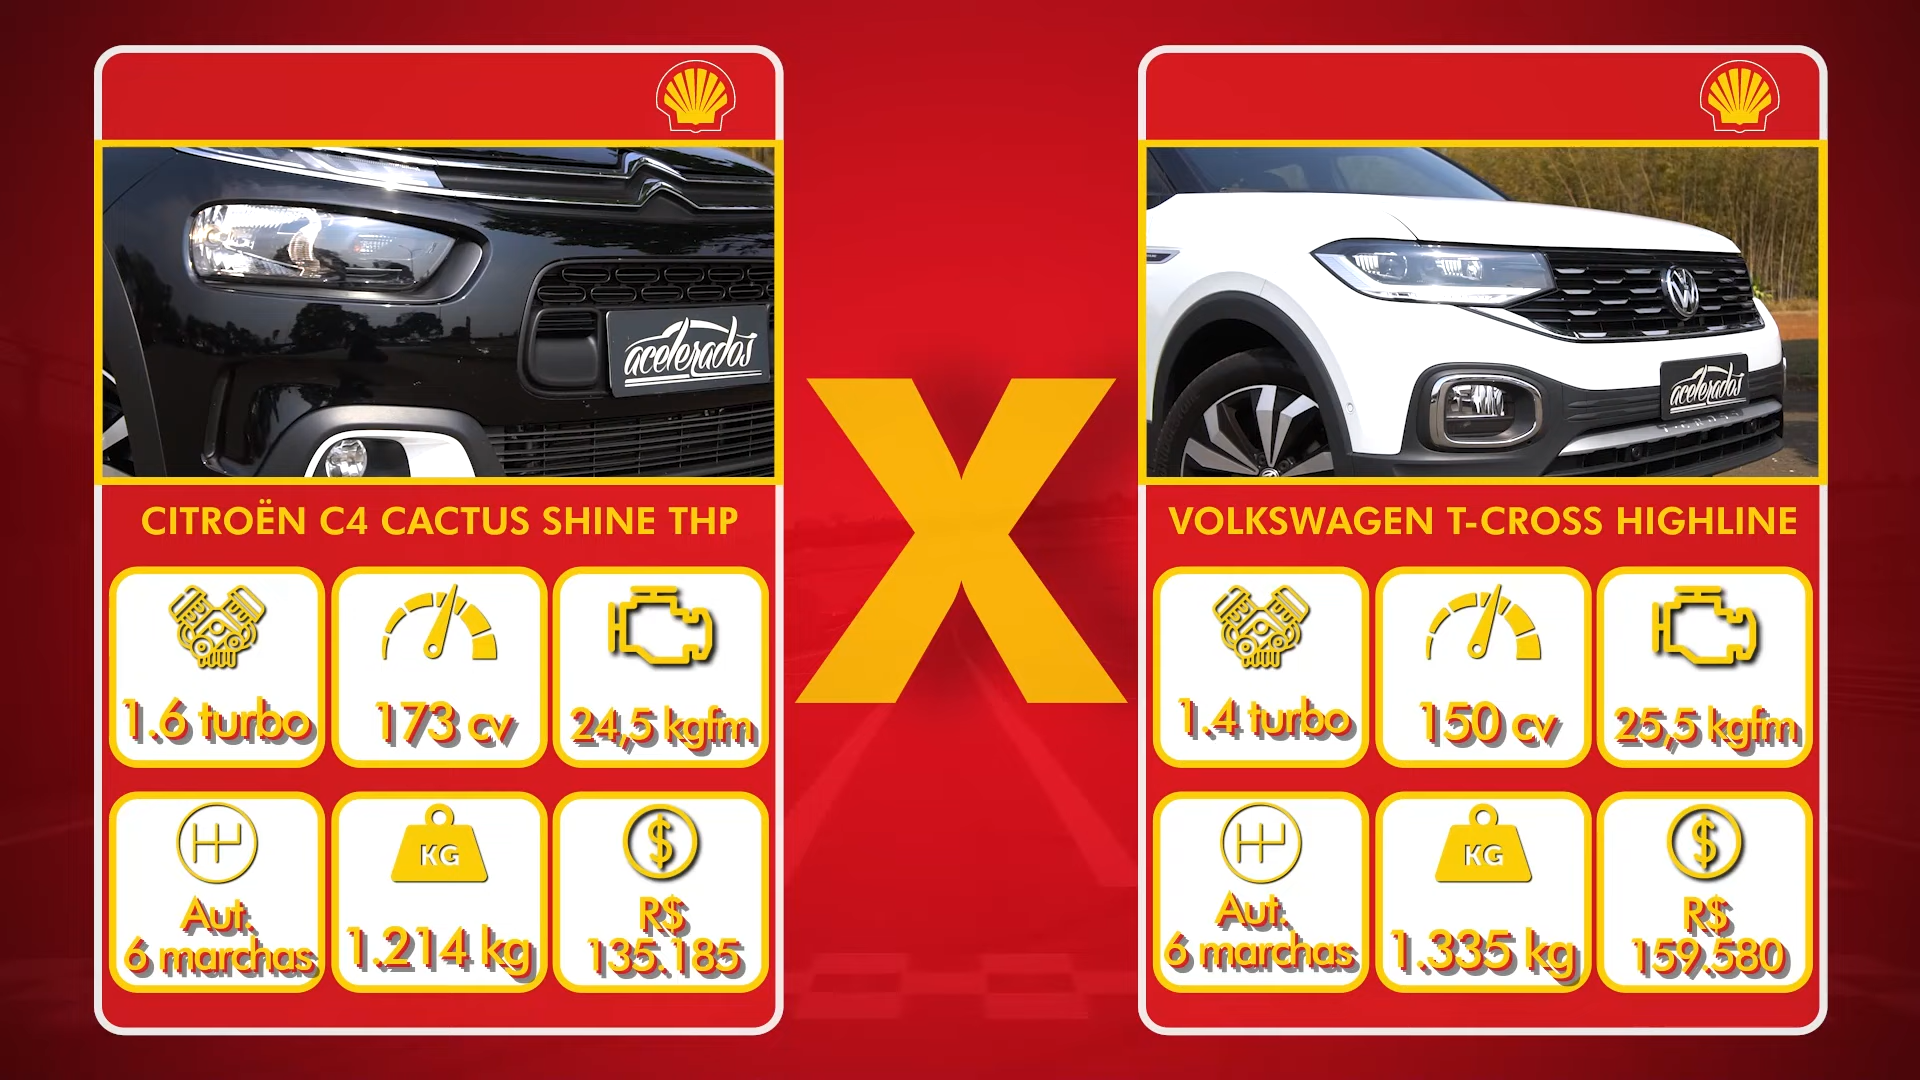 acelerados
CITROËN C4 CACTUS SHINE THP
1.6 turbo
173 cv
24,5 kgfm
Aut.
6 marchas
KG
1.214 kg
R$
135.185
X
acelerados
VOLKSWAGEN T-CROSS HIGHLINE
1.4 turbo
150 cv
25,5 kgfm
Aut.
6 marchas
KG
1.335 kg
R$
159.580